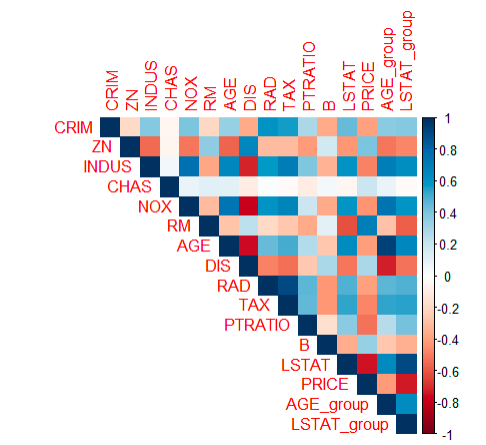 CRIM
ZN
INDUS
CHAS
NOX
RM
AGE
DIS
RAD
TAX
PTRATIO
B
LSTAT
PRICE
AGE_group
LSTAT_group
CRIM
ZN
INDUS
CHAS
NOX
RM
AGE
DIS
RAD
TAX
PTRATIO
B
LSTAT
PRICE
AGE_group
LSTAT_group
1
0.8
0.6
0.4
0.2
0
-0.2
-0.4
-0.6
-0.8
-1